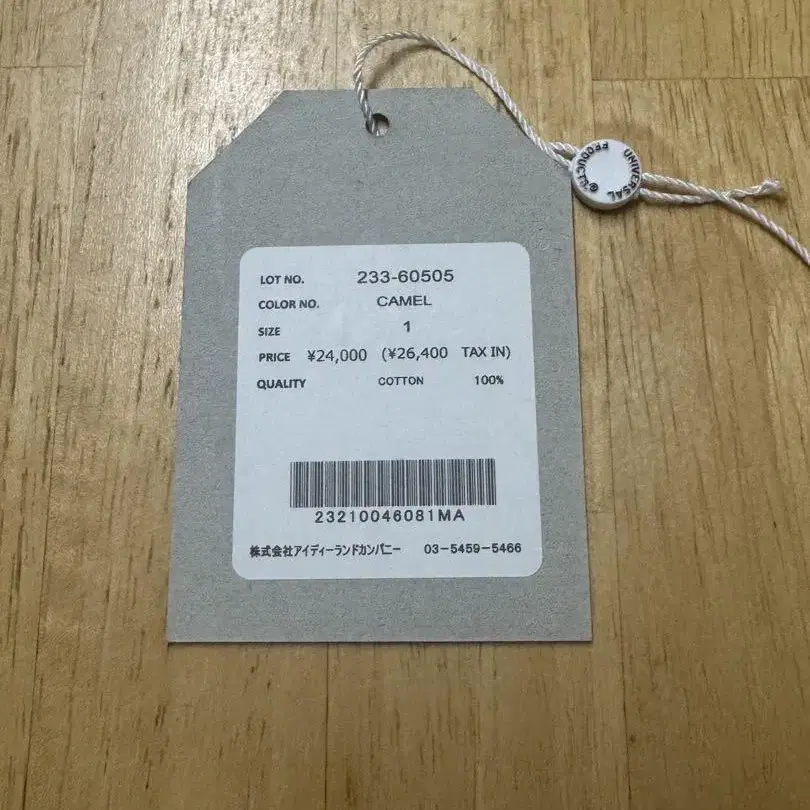 UNIVERSAL PRODUCTS
LOT NO. 233-60505
COLOR NO. CAMEL
SIZE 1
PRICE ¥24,000 (¥26,400 TAX IN)
QUALITY COTTON 100%
23210046081MA
株式会社アイディーランドカンパニー 03-5459-5466